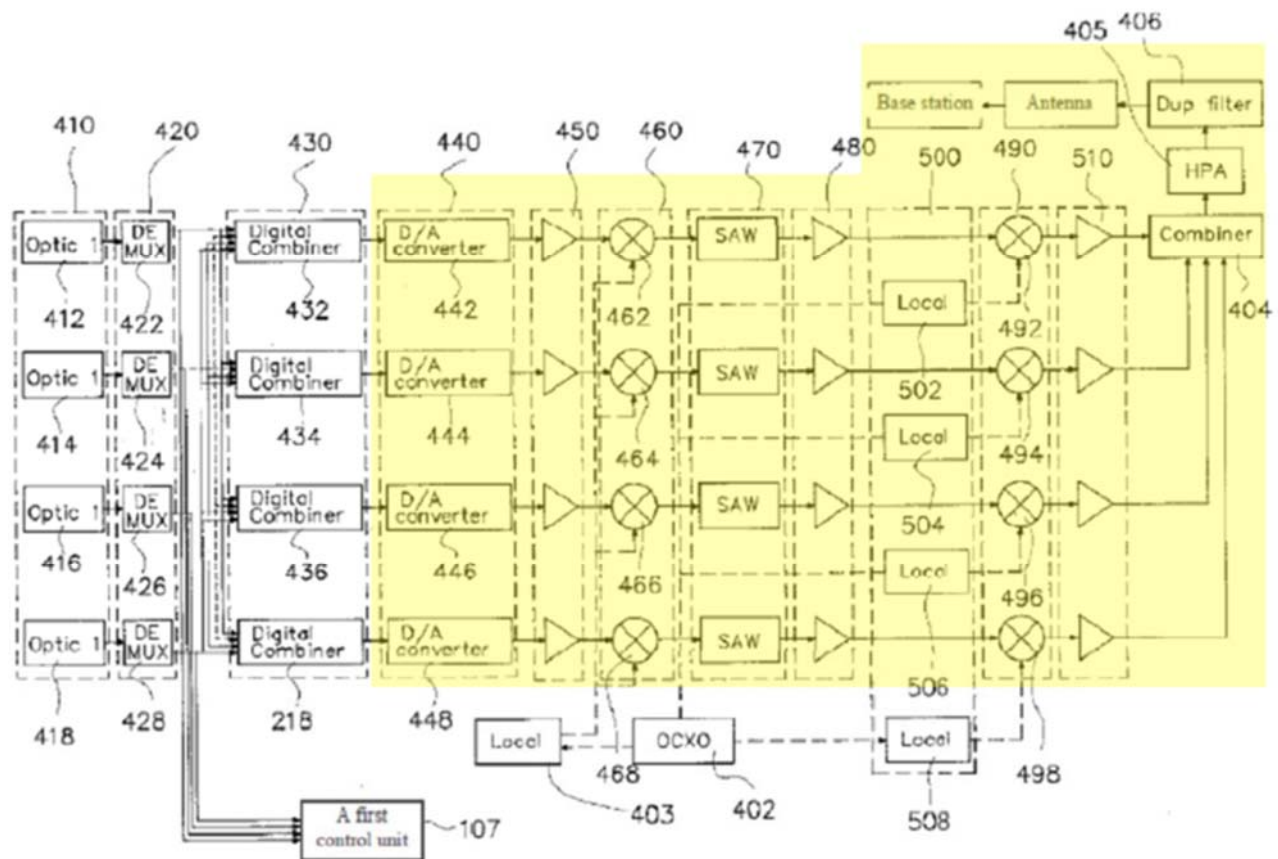 406
405
Base station
Antenna
Dup filter
410
420
430
440
450
460
470
480
500
490
510
HPA
Optic 1
DE
MUX
Digital
Combiner
D/A
converter
SAW
Combiner
412
422
432
442
462
Local
492
404
Optic 1
DE
MUX
Digital
Combiner
D/A
converter
SAW
502
414
424
434
444
464
Local
494
Optic 1
DE
MUX
Digital
Combiner
D/A
converter
SAW
504
416
426
436
446
466
Local
496
Optic 1
DE
MUX
Digital
Combiner
D/A
converter
SAW
506
418
428
218
448
Local
468
OCXO
Local
498
403
402
508
A first
control unit
107